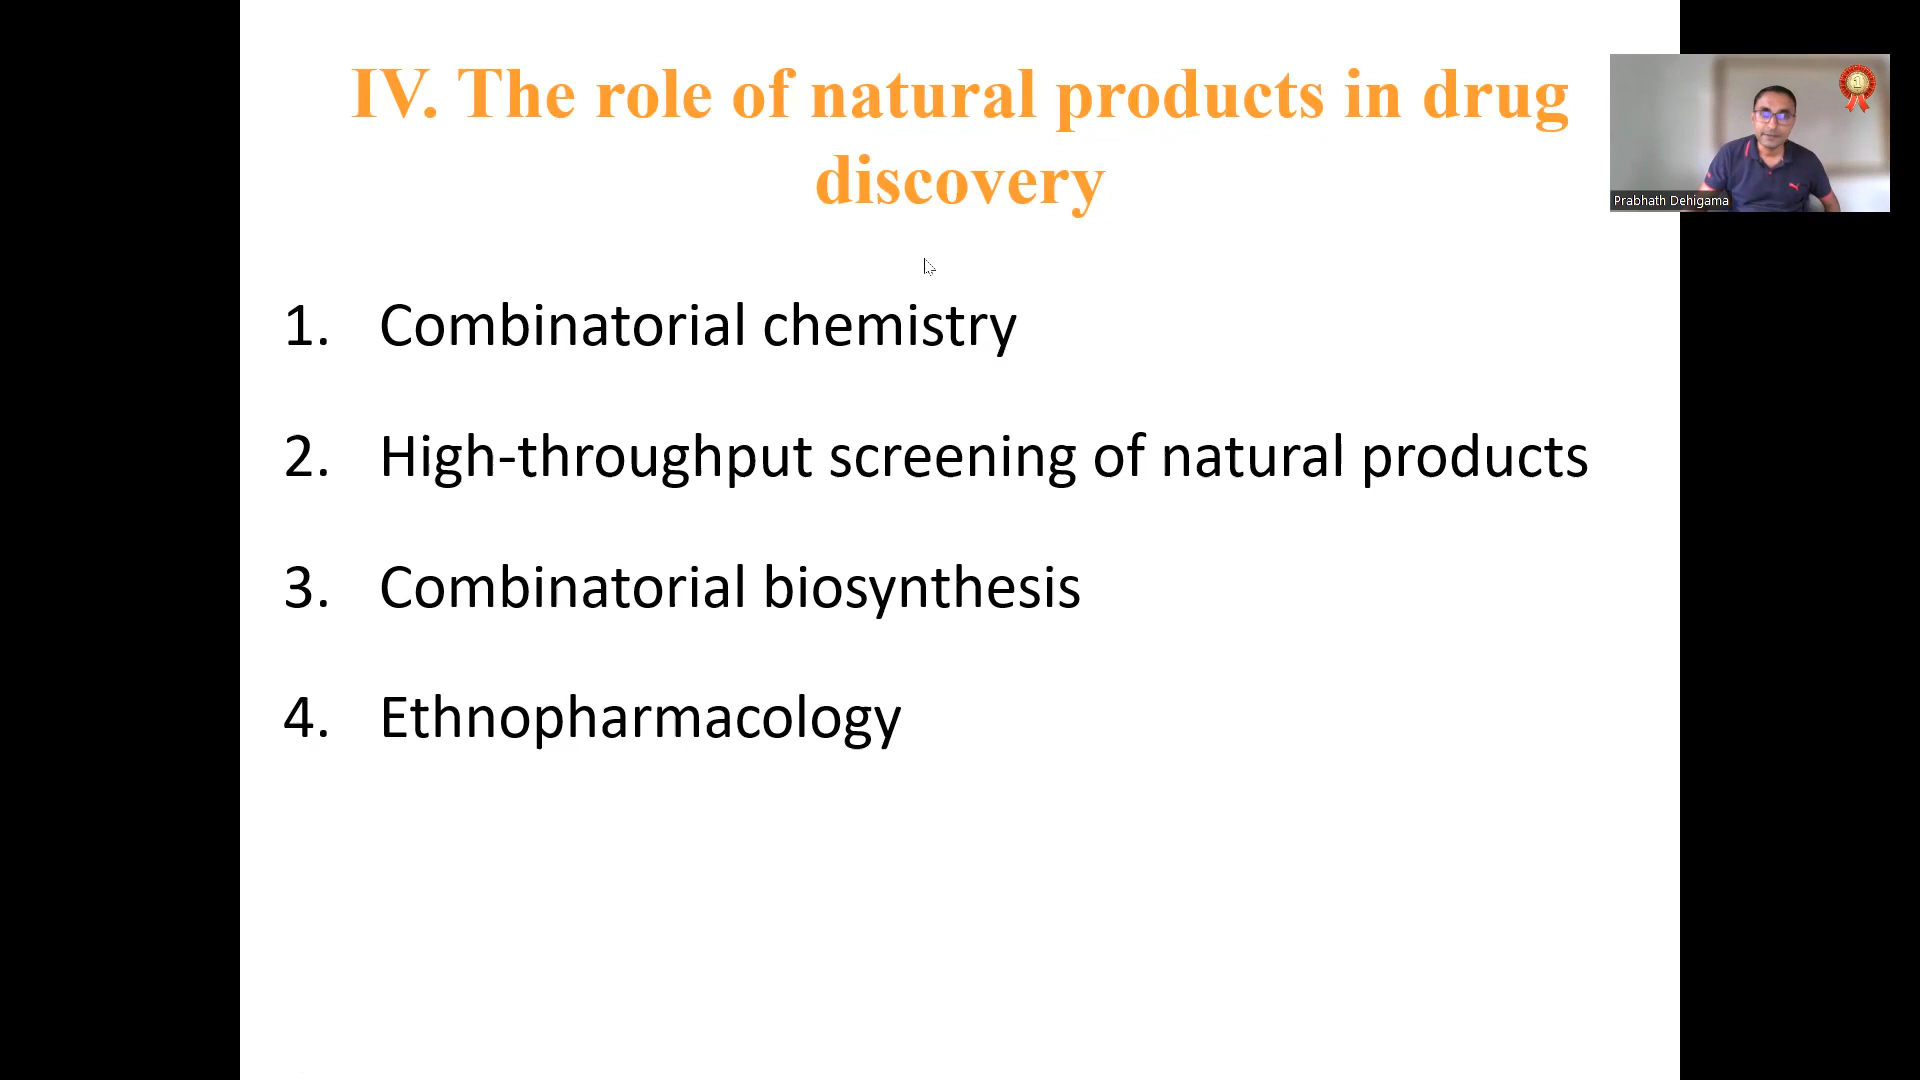 IV. The role of natural products in drug
discovery
1. Combinatorial chemistry
2. High-throughput screening of natural products
3. Combinatorial biosynthesis
4. Ethnopharmacology
1
Prabhath Dehigama